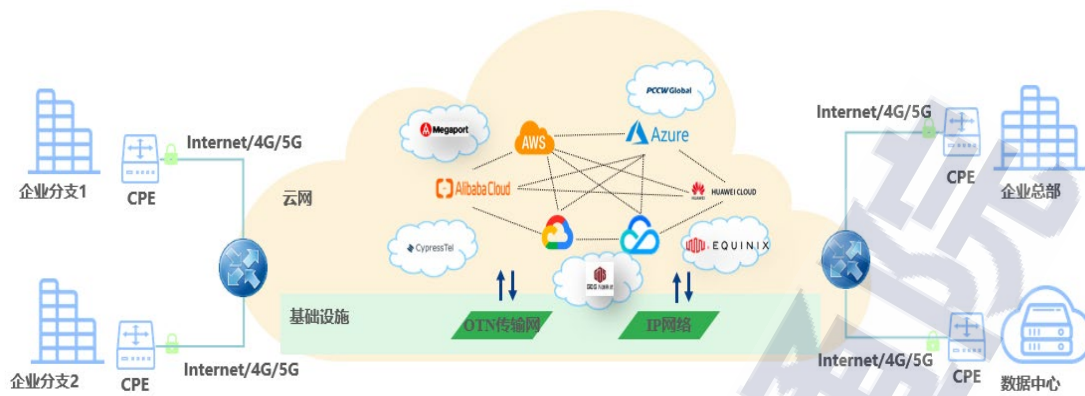 PCCW Global
Megaport
AWS
Azure
Internet/4G/5G
Internet/4G/5G
企业分支1
CPE
云网
Alibaba Cloud
HUAWEI
HUAWEI CLOUD
CPE
企业总部
CypressTel
EQUINIX
基础设施
OTN传输网
IP网络
企业分支2
CPE
Internet/4G/5G
Internet/4G/5G
CPE
数据中心